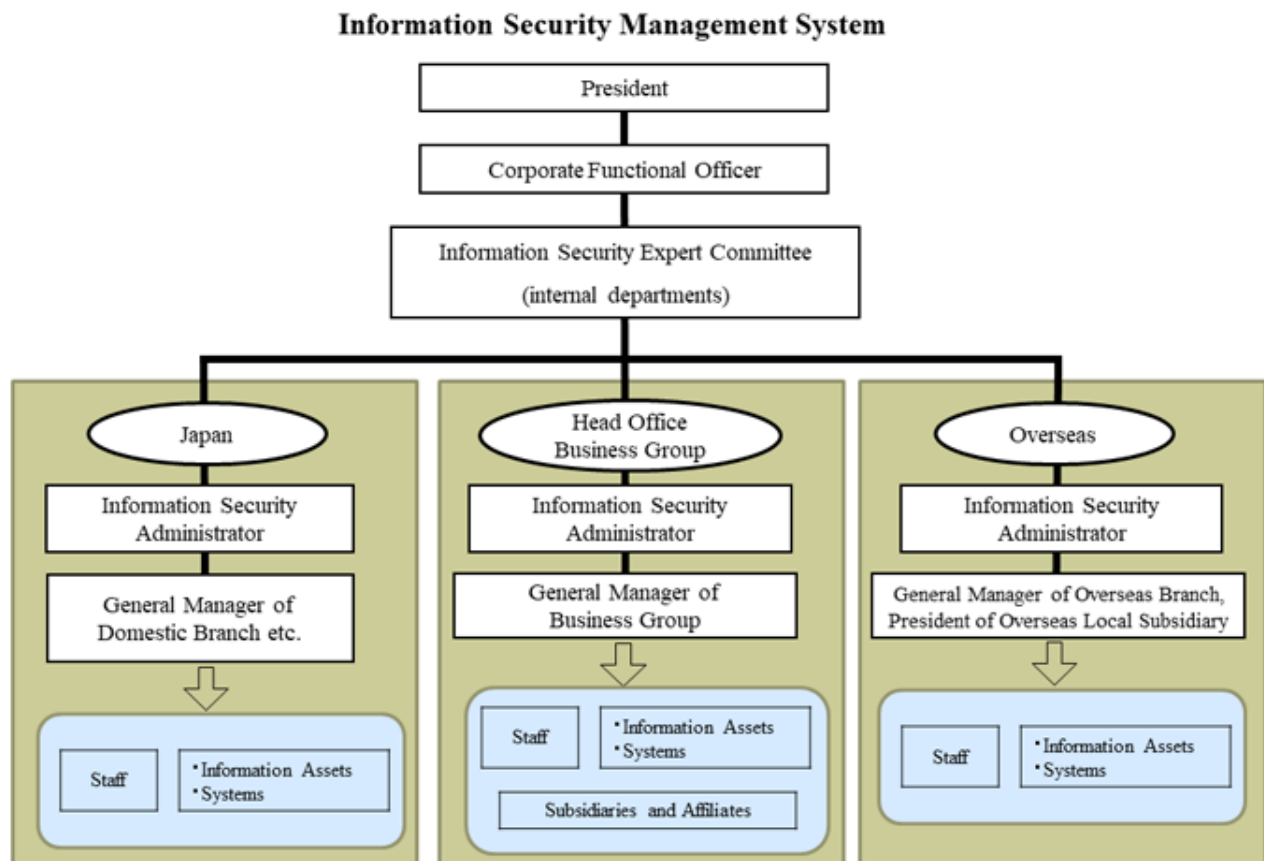 Information Security Management System
President
Corporate Functional Officer
Information Security Expert Committee
(internal departments)
Japan
Information Security
Administrator
General Manager of
Domestic Branch etc.
Staff
・Information Assets
・Systems
Head Office
Business Group
Information Security
Administrator
General Manager of
Business Group
Staff
・Information Assets
・Systems
Subsidiaries and Affiliates
Overseas
Information Security
Administrator
General Manager of Overseas Branch,
President of Overseas Local Subsidiary
Staff
・Information Assets
・Systems